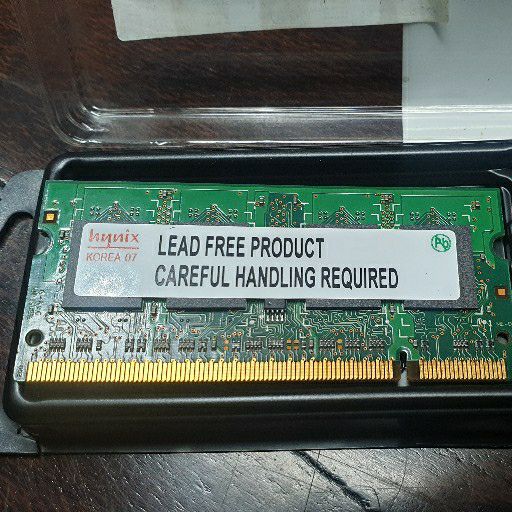 hynix
KOREA 07
LEAD FREE PRODUCT
CAREFUL HANDLING REQUIRED
Pb